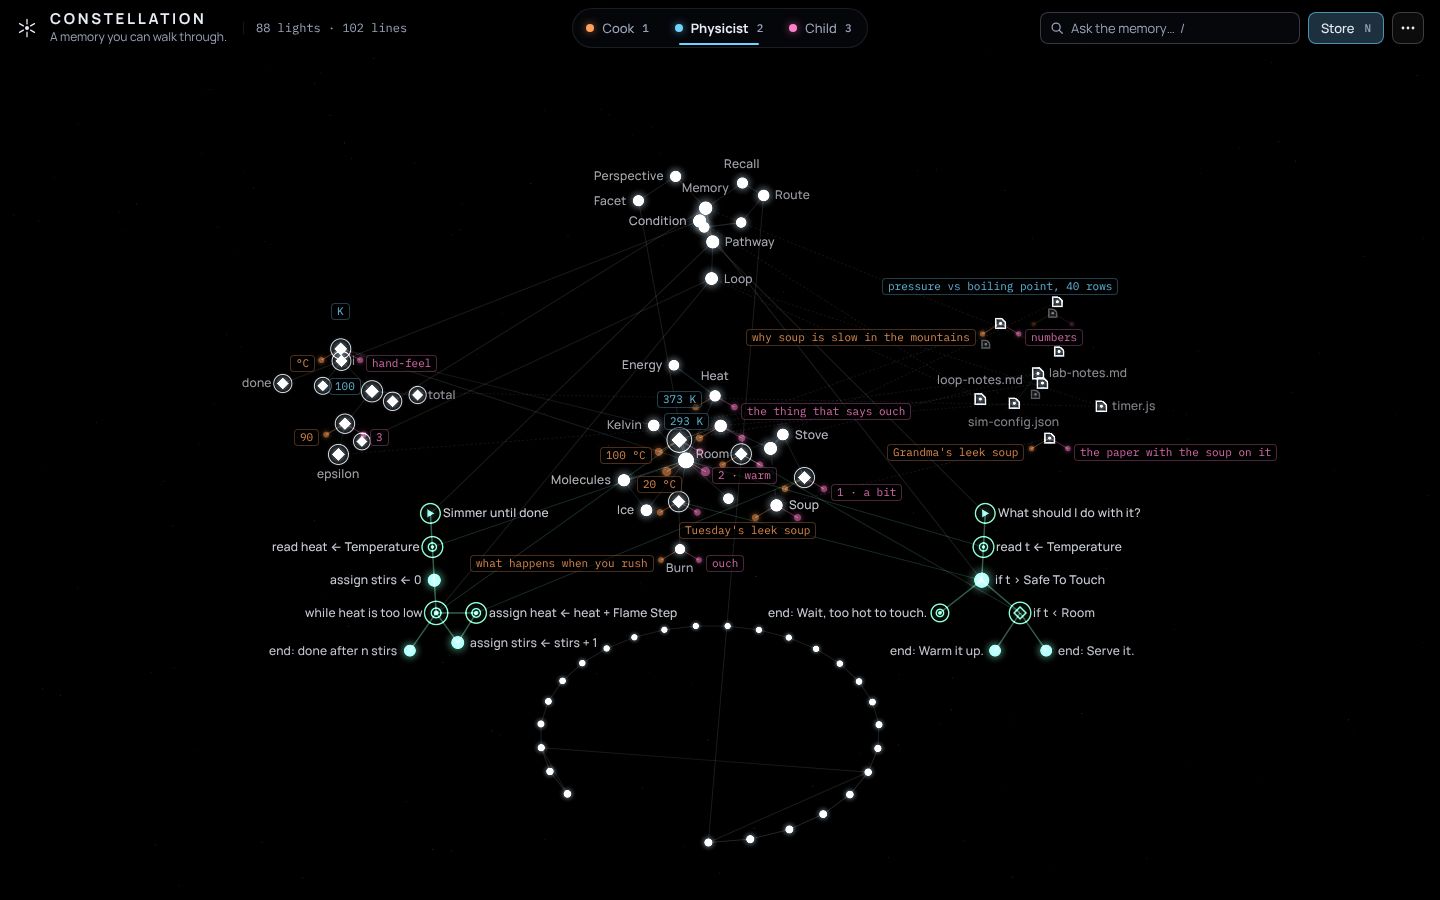 CONSTELLATION
A memory you can walk through.
88 lights · 102 lines
Cook 1
Physicist 2
Child 3
Ask the memory... /
Store N
Recall
Perspective
Memory
Facet
Route
Condition
Pathway
Loop
pressure vs boiling point, 40 rows
K
why soup is slow in the mountains
numbers
°C
i
hand-feel
Energy
Heat
done
100
total
loop-notes.md
lab-notes.md
373 K
the thing that says ouch
timer.js
293 K
sim-config.json
Kelvin
90
3
Stove
100 °C
Room
Grandma's leek soup
the paper with the soup on it
epsilon
Molecules
2 · warm
20 °C
1 · a bit
Ice
Soup
Simmer until done
What should I do with it?
Tuesday's leek soup
read heat ← Temperature
read t ← Temperature
what happens when you rush
Burn
ouch
assign stirs ← 0
if t > Safe To Touch
while heat is too low
assign heat ← heat + Flame Step
end: Wait, too hot to touch.
if t < Room
end: done after n stirs
assign stirs ← stirs + 1
end: Warm it up.
end: Serve it.